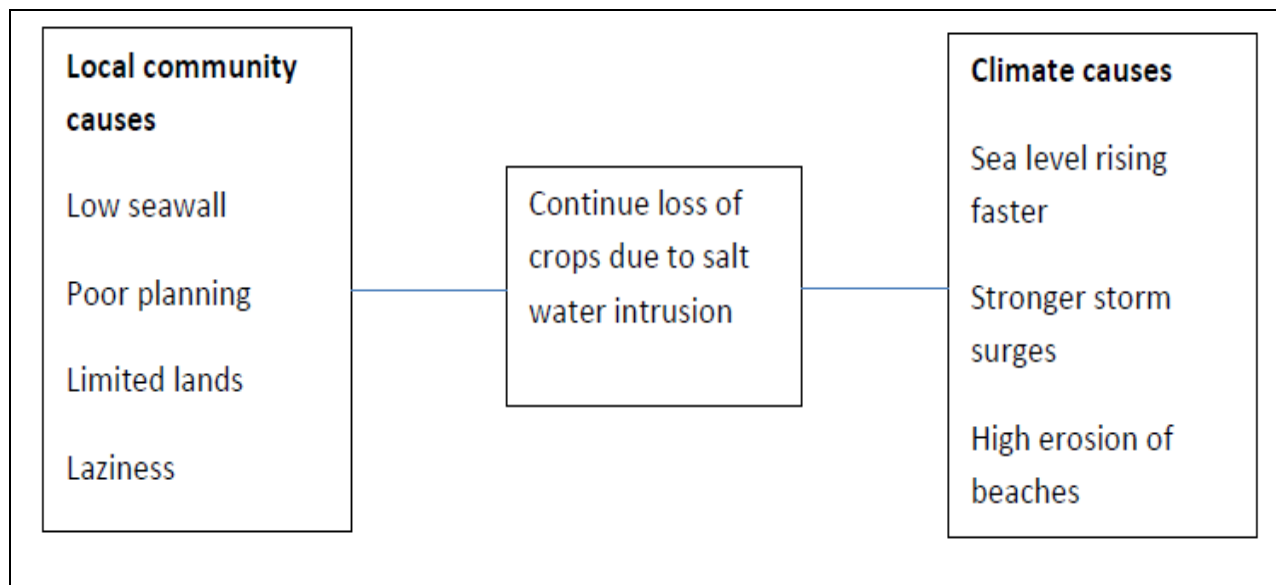 Local community
causes
Low seawall
Poor planning
Limited lands
Laziness
Continue loss of
crops due to salt
water intrusion
Climate causes
Sea level rising
faster
Stronger storm
surges
High erosion of
beaches